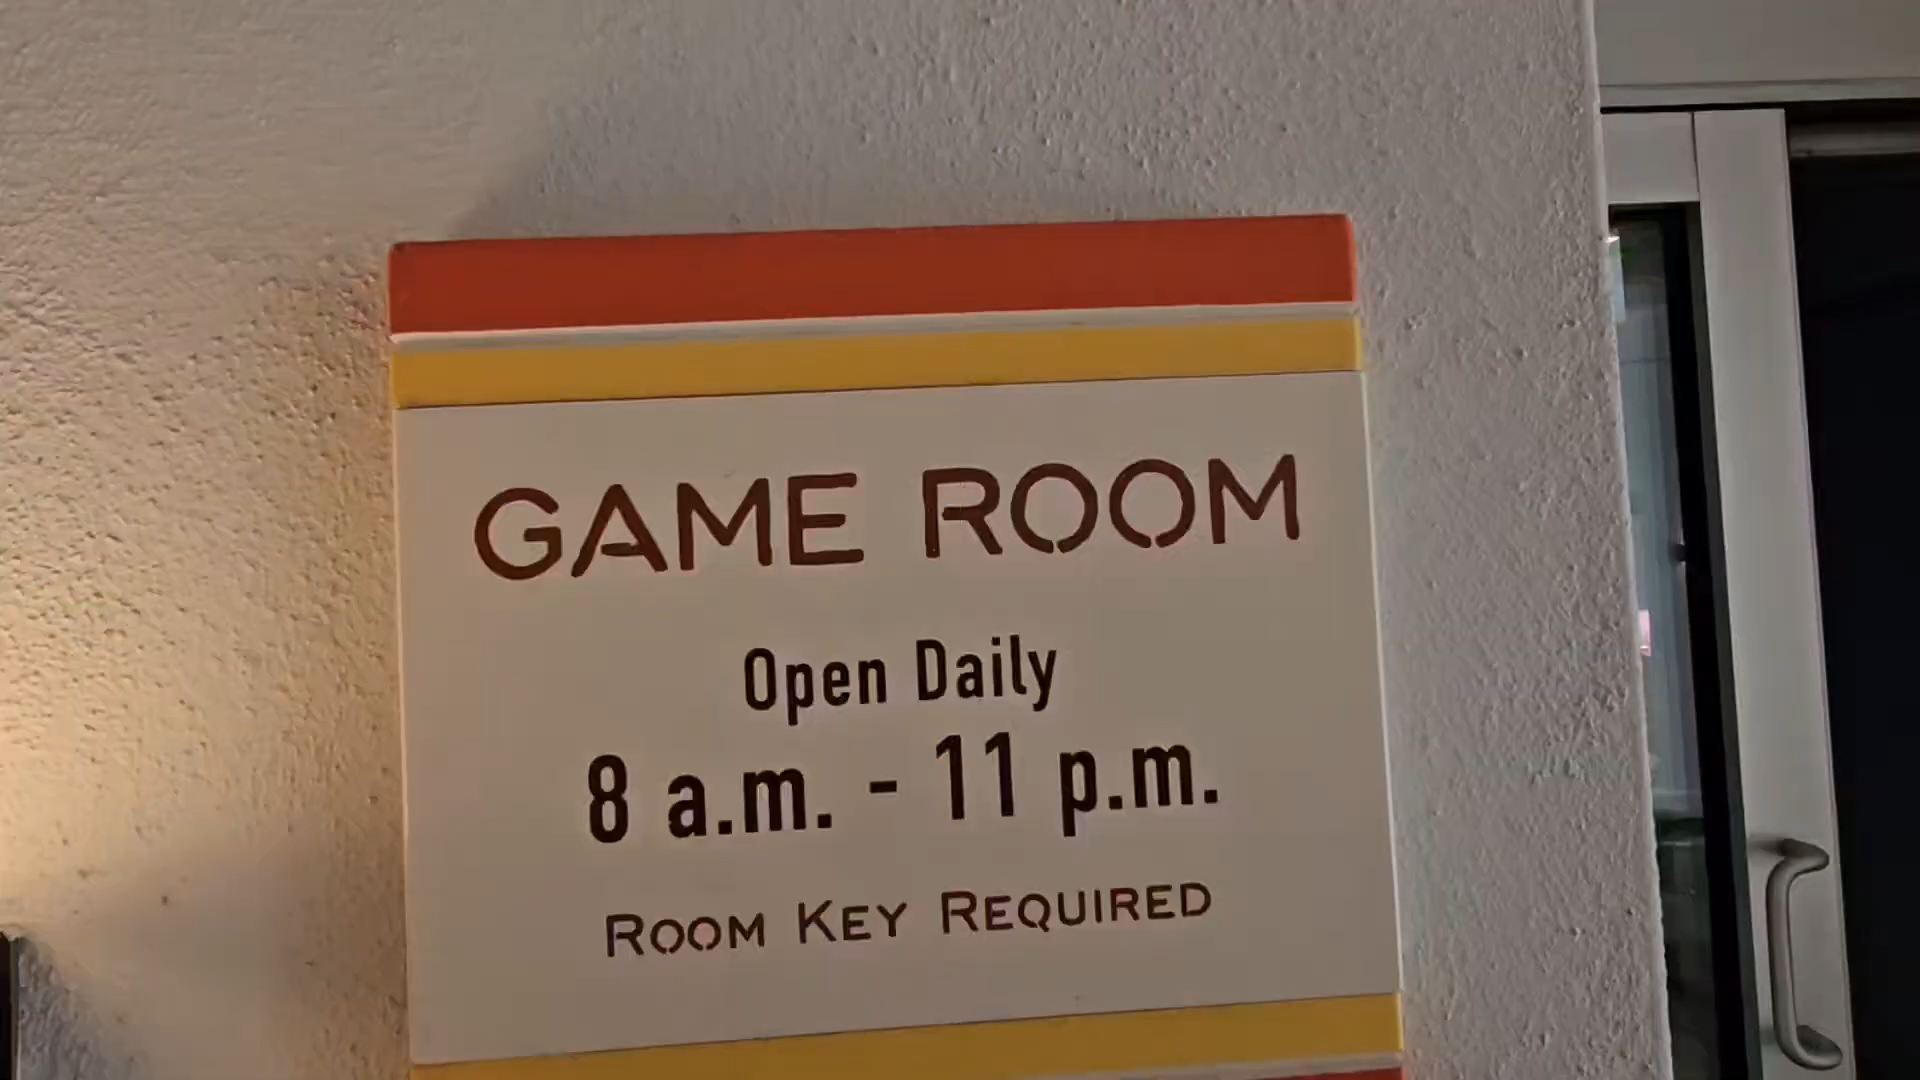 GAME ROOM
Open Daily
8 a.m. - 11 p.m.
ROOM KEY REQUIRED